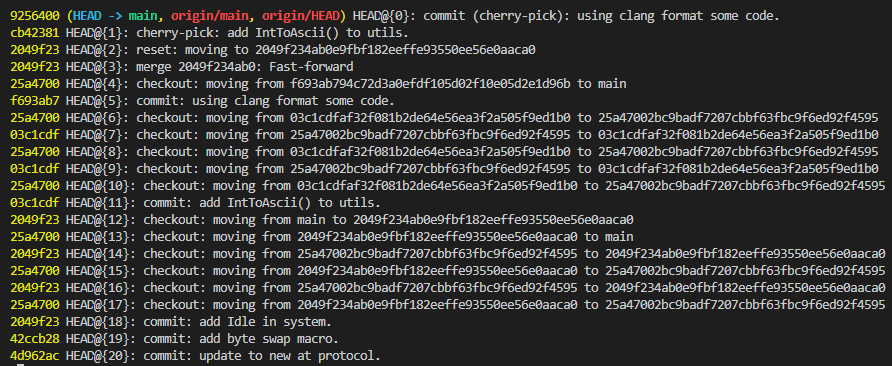 9256400 (HEAD -> main, origin/main, origin/HEAD) HEAD@{0}: commit (cherry-pick): using clang format some code.
cb42381 HEAD@{1}: cherry-pick: add IntToAscii() to utils.
2049f23 HEAD@{2}: reset: moving to 2049f234ab0e9fbf182eeffe93550ee56e0aaca0
2049f23 HEAD@{3}: merge 2049f234ab0: Fast-forward
25a4700 HEAD@{4}: checkout: moving from f693ab794c72d3a0efdf105d02f10e05d2e1d96b to main
f693ab7 HEAD@{5}: commit: using clang format some code.
25a4700 HEAD@{6}: checkout: moving from 03c1cdfaf32f081b2de64e56ea3f2a505f9ed1b0 to 25a47002bc9badf7207cbbf63fbc9f6ed92f4595
03c1cdf HEAD@{7}: checkout: moving from 25a47002bc9badf7207cbbf63fbc9f6ed92f4595 to 03c1cdfaf32f081b2de64e56ea3f2a505f9ed1b0
25a4700 HEAD@{8}: checkout: moving from 03c1cdfaf32f081b2de64e56ea3f2a505f9ed1b0 to 25a47002bc9badf7207cbbf63fbc9f6ed92f4595
03c1cdf HEAD@{9}: checkout: moving from 25a47002bc9badf7207cbbf63fbc9f6ed92f4595 to 03c1cdfaf32f081b2de64e56ea3f2a505f9ed1b0
25a4700 HEAD@{10}: checkout: moving from 03c1cdfaf32f081b2de64e56ea3f2a505f9ed1b0 to 25a47002bc9badf7207cbbf63fbc9f6ed92f4595
03c1cdf HEAD@{11}: commit: add IntToAscii() to utils.
2049f23 HEAD@{12}: checkout: moving from main to 2049f234ab0e9fbf182eeffe93550ee56e0aaca0
25a4700 HEAD@{13}: checkout: moving from 2049f234ab0e9fbf182eeffe93550ee56e0aaca0 to main
2049f23 HEAD@{14}: checkout: moving from 25a47002bc9badf7207cbbf63fbc9f6ed92f4595 to 2049f234ab0e9fbf182eeffe93550ee56e0aaca0
25a4700 HEAD@{15}: checkout: moving from 2049f234ab0e9fbf182eeffe93550ee56e0aaca0 to 25a47002bc9badf7207cbbf63fbc9f6ed92f4595
2049f23 HEAD@{16}: checkout: moving from 25a47002bc9badf7207cbbf63fbc9f6ed92f4595 to 2049f234ab0e9fbf182eeffe93550ee56e0aaca0
25a4700 HEAD@{17}: checkout: moving from 2049f234ab0e9fbf182eeffe93550ee56e0aaca0 to 25a47002bc9badf7207cbbf63fbc9f6ed92f4595
2049f23 HEAD@{18}: commit: add Idle in system.
42ccb28 HEAD@{19}: commit: add byte swap macro.
4d962ac HEAD@{20}: commit: update to new at protocol.